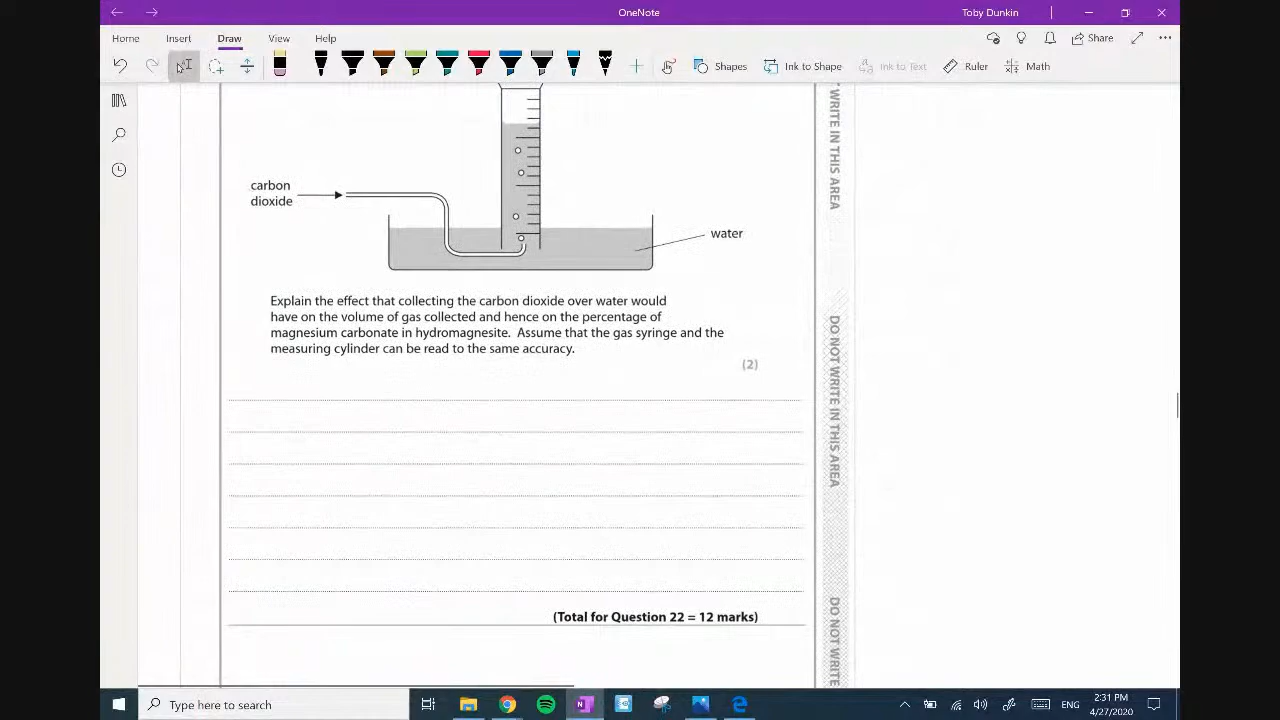 OneNote
Toby Dunkin
Home Insert Draw View Help
Share
Shapes Ink to Shape Ink to Text Ruler Math
carbon
dioxide
water
Explain the effect that collecting the carbon dioxide over water would
have on the volume of gas collected and hence on the percentage of
magnesium carbonate in hydromagnesite. Assume that the gas syringe and the
measuring cylinder can be read to the same accuracy.
(2)
(Total for Question 22 = 12 marks)
WRITE IN THIS AREA
DO NOT WRITE IN THIS AREA
DO NOT WRITE
Type here to search
ENG
2:31 PM
4/27/2020